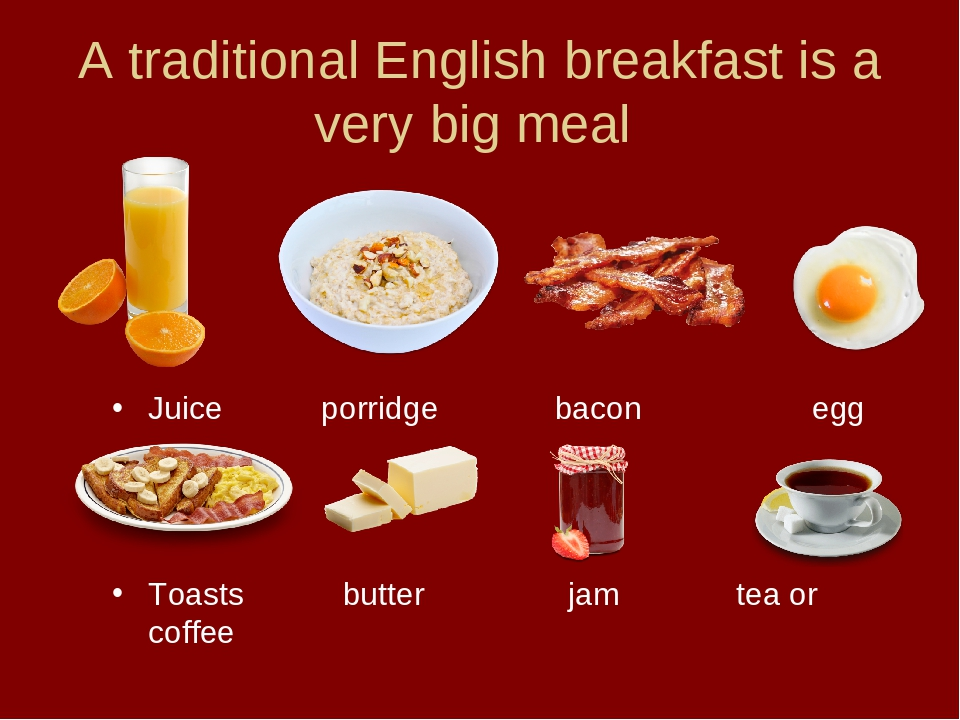 A traditional English breakfast is a
very big meal
• Juice porridge bacon egg
• Toasts butter jam tea or
coffee